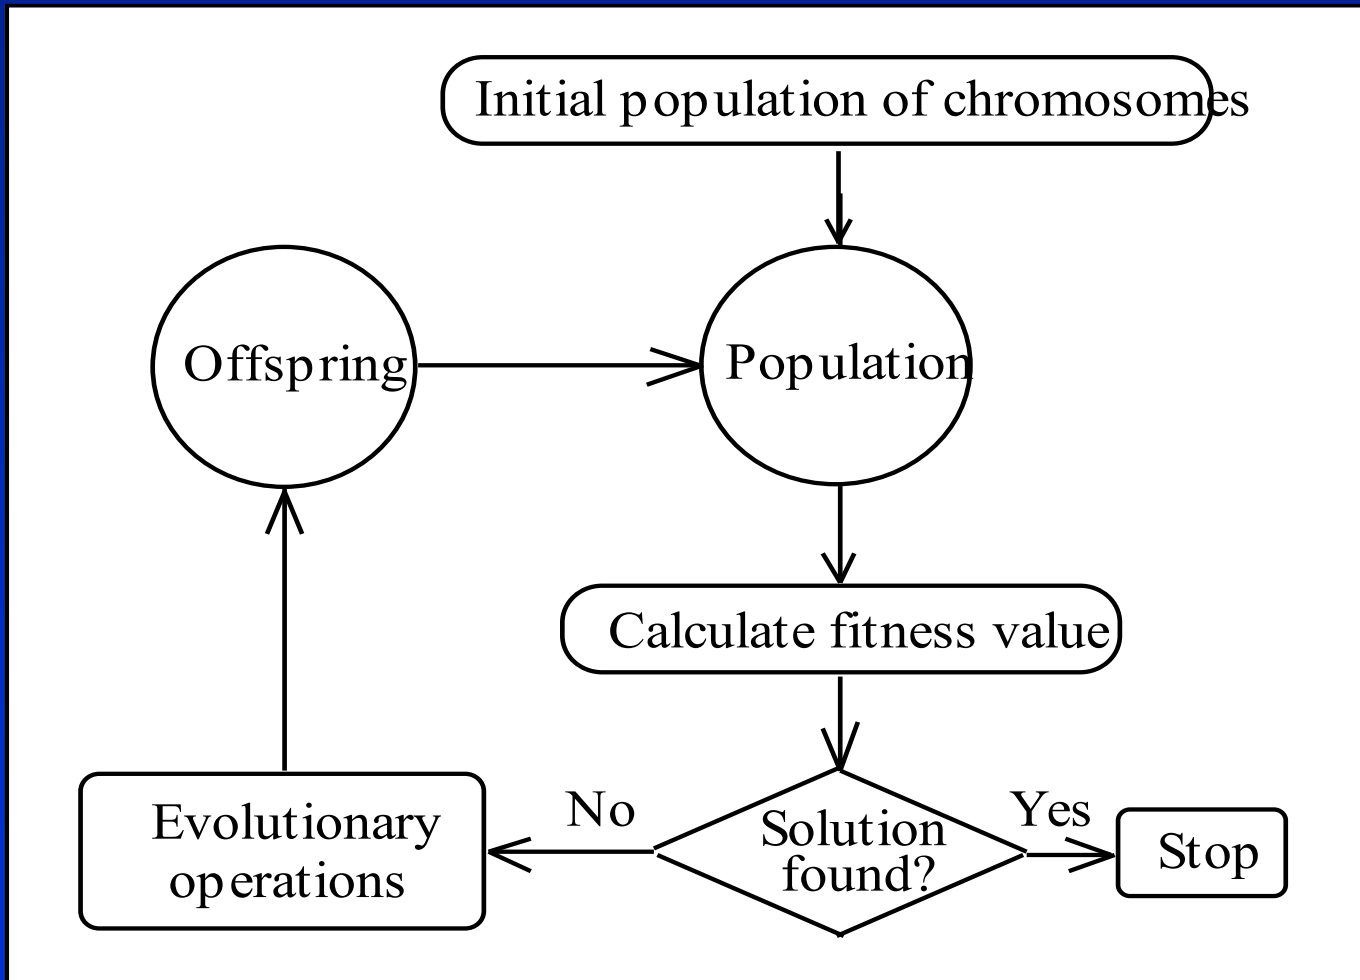 Initial population of chromosomes
Offspring
Population
Calculate fitness value
No
Yes
Solution
found?
Stop
Evolutionary
operations